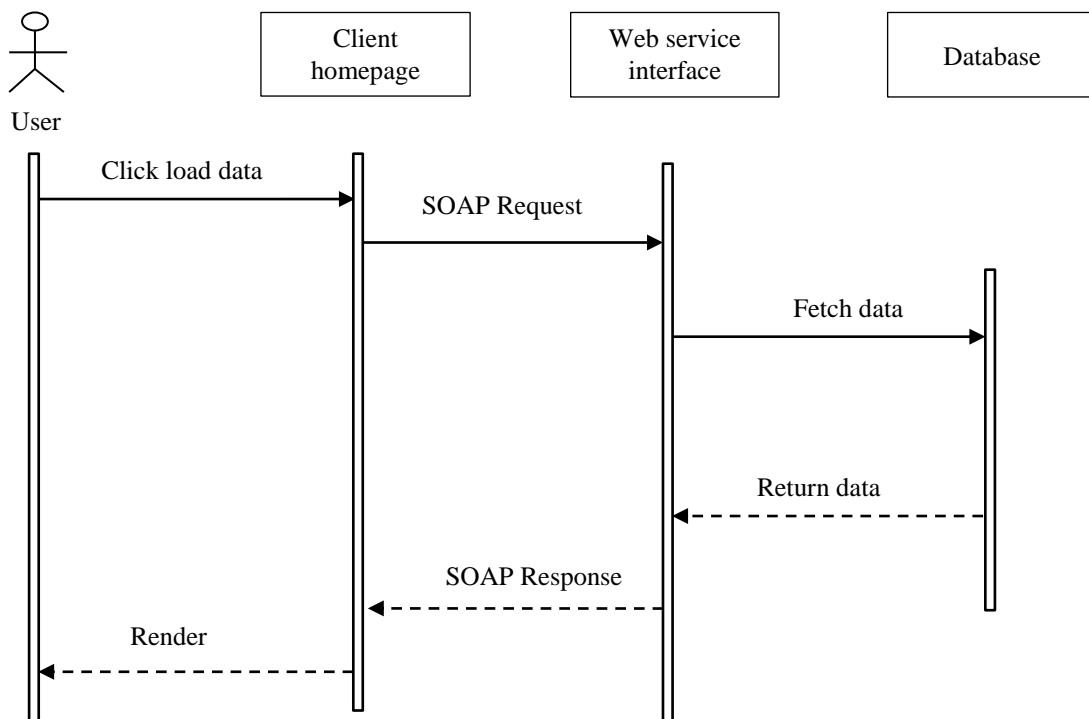 Client
homepage
Web service
interface
Database
User
Click load data
SOAP Request
Fetch data
Return data
SOAP Response
Render